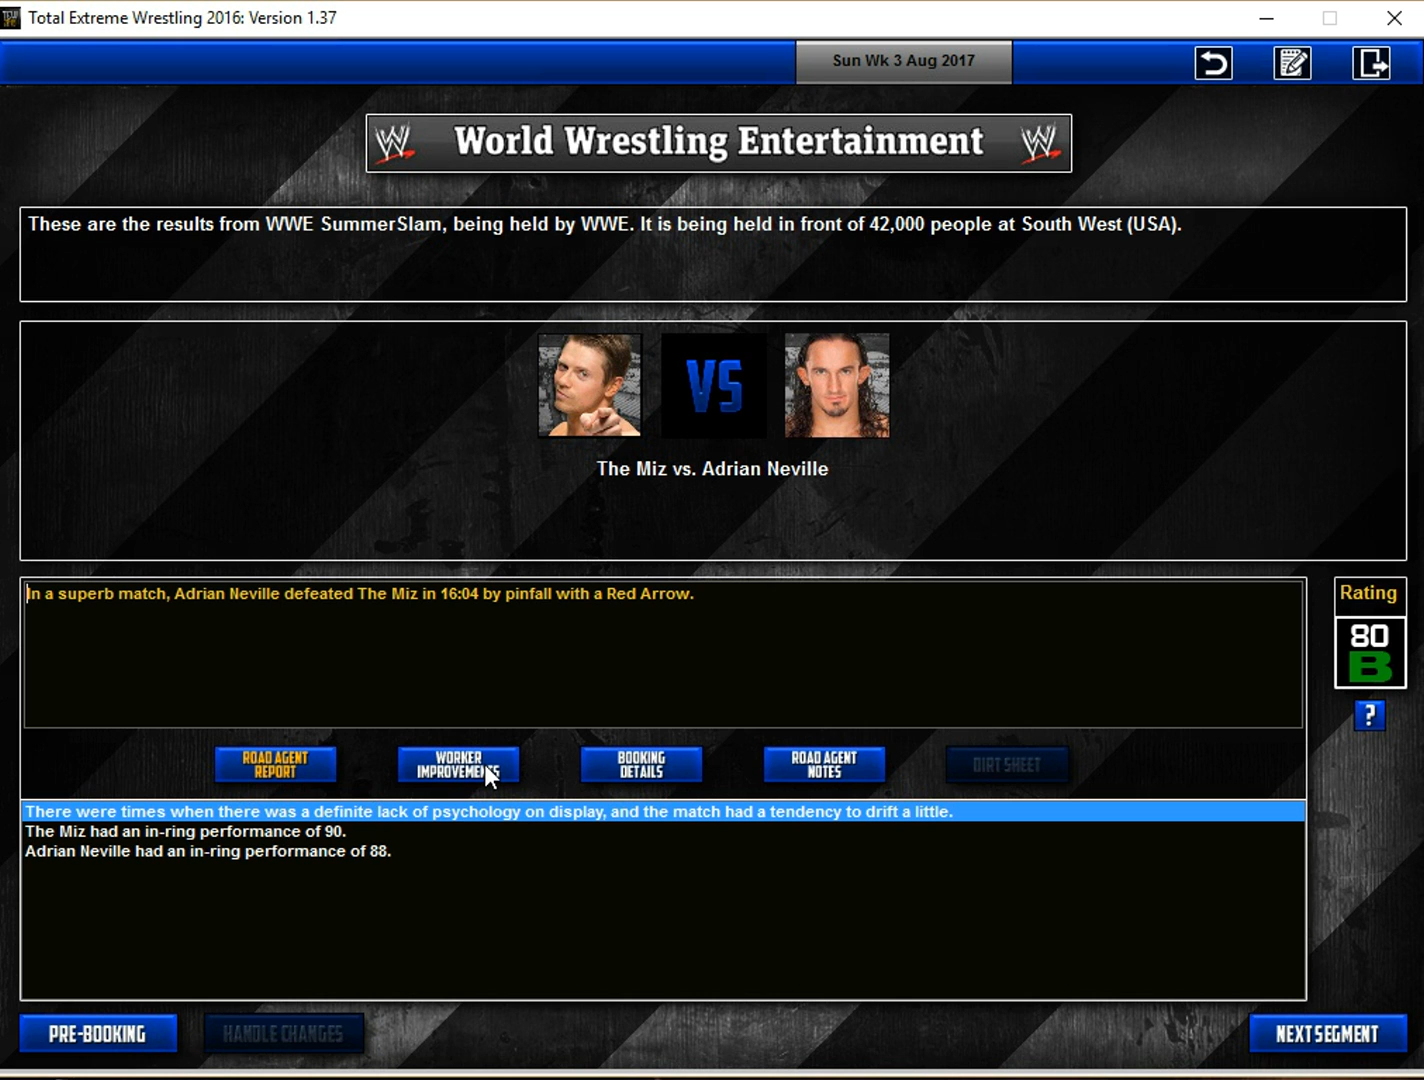 Total Extreme Wrestling 2016: Version 1.37
Sun Wk 3 Aug 2017
World Wrestling Entertainment
These are the results from WWE SummerSlam, being held by WWE. It is being held in front of 42,000 people at South West (USA).
VS
The Miz vs. Adrian Neville
In a superb match, Adrian Neville defeated The Miz in 16:04 by pinfall with a Red Arrow.
Rating
80
B
?
ROAD AGENT
REPORT
WORKER
IMPROVEMENTS
BOOKING
DETAILS
ROAD AGENT
NOTES
DIRT SHEET
There were times when there was a definite lack of psychology on display, and the match had a tendency to drift a little.
The Miz had an in-ring performance of 90.
Adrian Neville had an in-ring performance of 88.
PRE-BOOKING
HANDLE CHANGES
NEXT SEGMENT